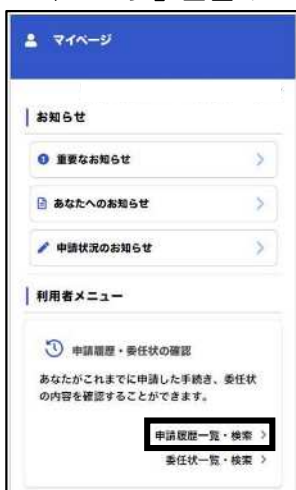 マイページ
お知らせ
重要なお知らせ
あなたへのお知らせ
申請状況のお知らせ
利用者メニュー
申請履歴・委任状の確認
あなたがこれまでに申請した手続き、委任状
の内容を確認することができます。
申請履歴一覧・検索 >
委任状一覧・検索 >